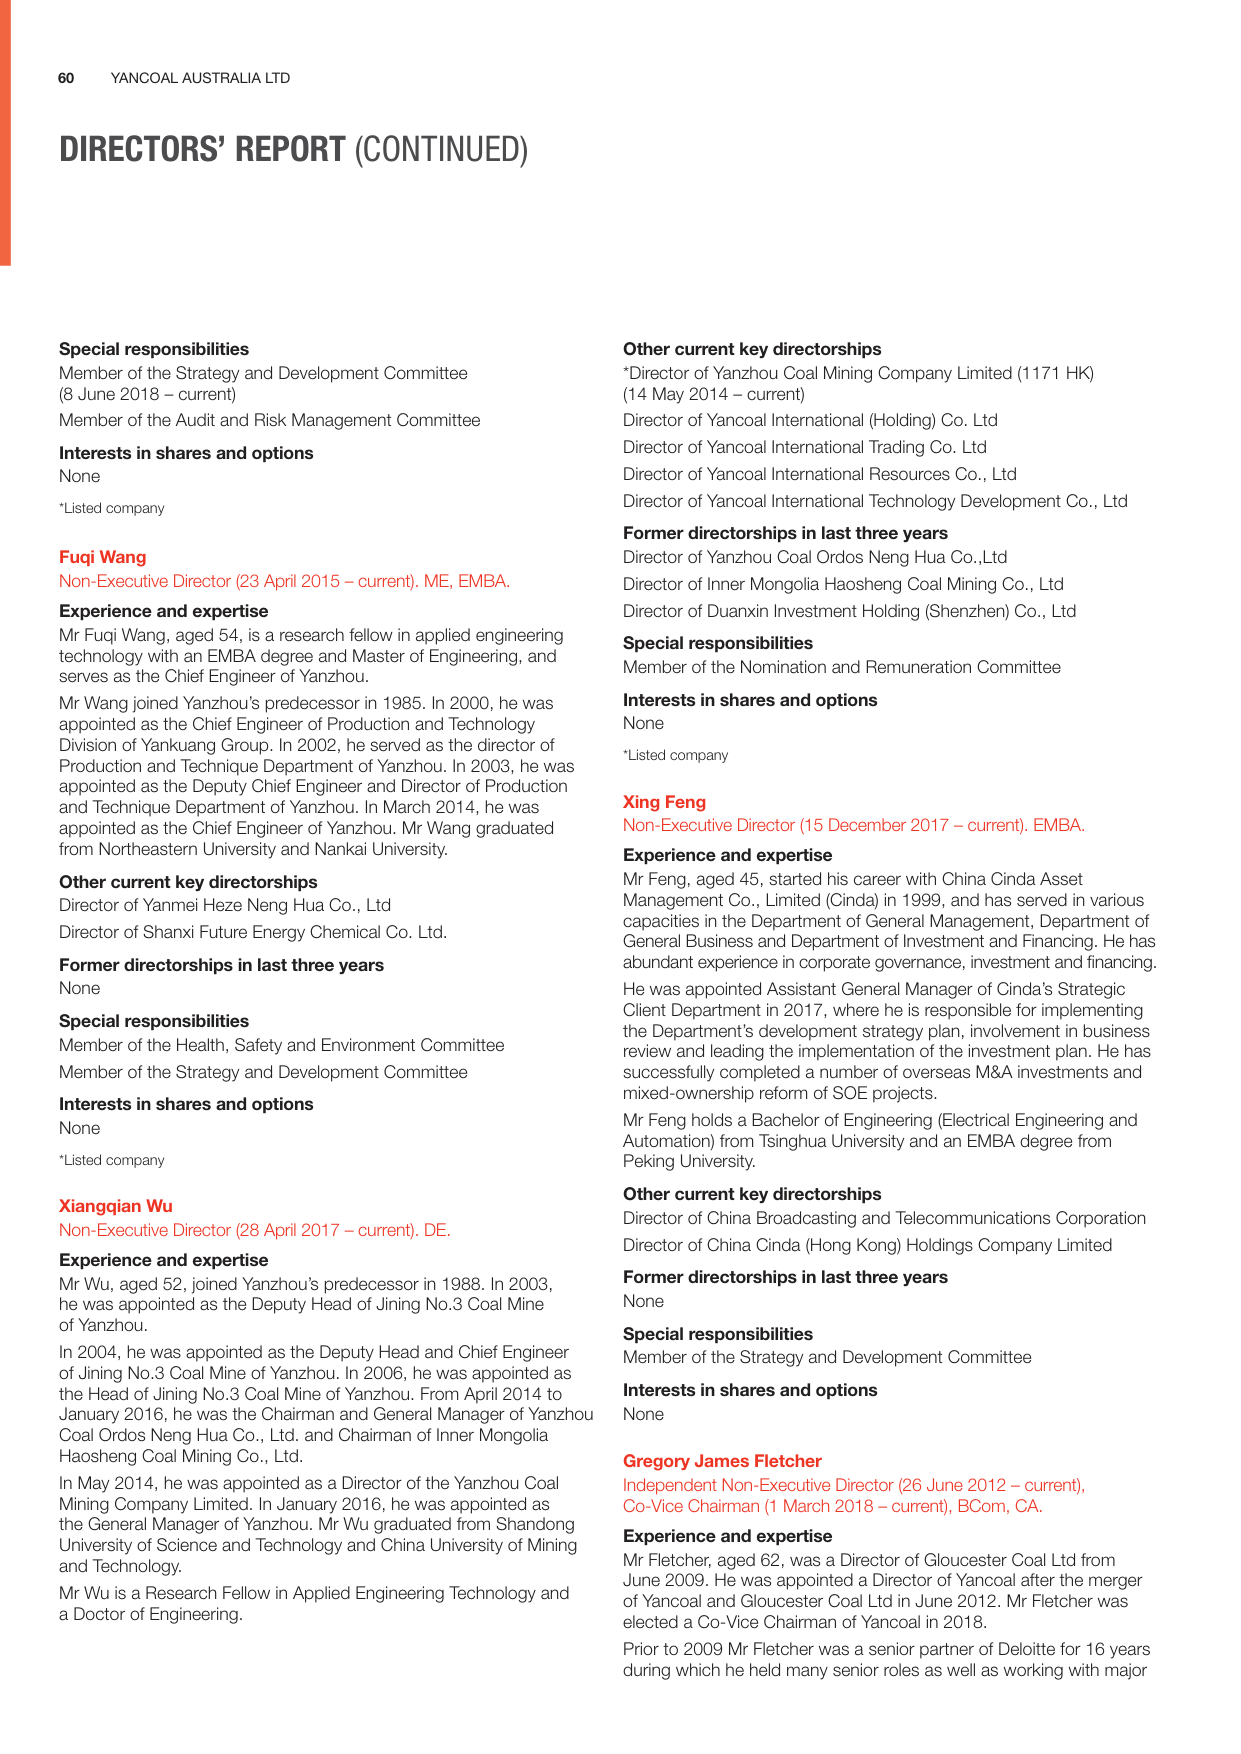 60 YANCOAL AUSTRALIA LTD
DIRECTORS’ REPORT (CONTINUED)
Special responsibilities
Member of the Strategy and Development Committee
(8 June 2018 – current)
Member of the Audit and Risk Management Committee
Interests in shares and options
None
*Listed company
Fuqi Wang
Non-Executive Director (23 April 2015 – current). ME, EMBA.
Experience and expertise
Mr Fuqi Wang, aged 54, is a research fellow in applied engineering
technology with an EMBA degree and Master of Engineering, and
serves as the Chief Engineer of Yanzhou.
Mr Wang joined Yanzhou’s predecessor in 1985. In 2000, he was
appointed as the Chief Engineer of Production and Technology
Division of Yankuang Group. In 2002, he served as the director of
Production and Technique Department of Yanzhou. In 2003, he was
appointed as the Deputy Chief Engineer and Director of Production
and Technique Department of Yanzhou. In March 2014, he was
appointed as the Chief Engineer of Yanzhou. Mr Wang graduated
from Northeastern University and Nankai University.
Other current key directorships
Director of Yanmei Heze Neng Hua Co., Ltd
Director of Shanxi Future Energy Chemical Co. Ltd.
Former directorships in last three years
None
Special responsibilities
Member of the Health, Safety and Environment Committee
Member of the Strategy and Development Committee
Interests in shares and options
None
*Listed company
Xiangqian Wu
Non-Executive Director (28 April 2017 – current). DE.
Experience and expertise
Mr Wu, aged 52, joined Yanzhou’s predecessor in 1988. In 2003,
he was appointed as the Deputy Head of Jining No.3 Coal Mine
of Yanzhou.
In 2004, he was appointed as the Deputy Head and Chief Engineer
of Jining No.3 Coal Mine of Yanzhou. In 2006, he was appointed as
the Head of Jining No.3 Coal Mine of Yanzhou. From April 2014 to
January 2016, he was the Chairman and General Manager of Yanzhou
Coal Ordos Neng Hua Co., Ltd. and Chairman of Inner Mongolia
Haosheng Coal Mining Co., Ltd.
In May 2014, he was appointed as a Director of the Yanzhou Coal
Mining Company Limited. In January 2016, he was appointed as
the General Manager of Yanzhou. Mr Wu graduated from Shandong
University of Science and Technology and China University of Mining
and Technology.
Mr Wu is a Research Fellow in Applied Engineering Technology and
a Doctor of Engineering.
Other current key directorships
*Director of Yanzhou Coal Mining Company Limited (1171 HK)
(14 May 2014 – current)
Director of Yancoal International (Holding) Co. Ltd
Director of Yancoal International Trading Co. Ltd
Director of Yancoal International Resources Co., Ltd
Director of Yancoal International Technology Development Co., Ltd
Former directorships in last three years
Director of Yanzhou Coal Ordos Neng Hua Co.,Ltd
Director of Inner Mongolia Haosheng Coal Mining Co., Ltd
Director of Duanxin Investment Holding (Shenzhen) Co., Ltd
Special responsibilities
Member of the Nomination and Remuneration Committee
Interests in shares and options
None
*Listed company
Xing Feng
Non-Executive Director (15 December 2017 – current). EMBA.
Experience and expertise
Mr Feng, aged 45, started his career with China Cinda Asset
Management Co., Limited (Cinda) in 1999, and has served in various
capacities in the Department of General Management, Department of
General Business and Department of Investment and Financing. He has
abundant experience in corporate governance, investment and financing.
He was appointed Assistant General Manager of Cinda’s Strategic
Client Department in 2017, where he is responsible for implementing
the Department’s development strategy plan, involvement in business
review and leading the implementation of the investment plan. He has
successfully completed a number of overseas M&A investments and
mixed-ownership reform of SOE projects.
Mr Feng holds a Bachelor of Engineering (Electrical Engineering and
Automation) from Tsinghua University and an EMBA degree from
Peking University.
Other current key directorships
Director of China Broadcasting and Telecommunications Corporation
Director of China Cinda (Hong Kong) Holdings Company Limited
Former directorships in last three years
None
Special responsibilities
Member of the Strategy and Development Committee
Interests in shares and options
None
Gregory James Fletcher
Independent Non-Executive Director (26 June 2012 – current),
Co-Vice Chairman (1 March 2018 – current), BCom, CA.
Experience and expertise
Mr Fletcher, aged 62, was a Director of Gloucester Coal Ltd from
June 2009. He was appointed a Director of Yancoal after the merger
of Yancoal and Gloucester Coal Ltd in June 2012. Mr Fletcher was
elected a Co-Vice Chairman of Yancoal in 2018.
Prior to 2009 Mr Fletcher was a senior partner of Deloitte for 16 years
during which he held many senior roles as well as working with major